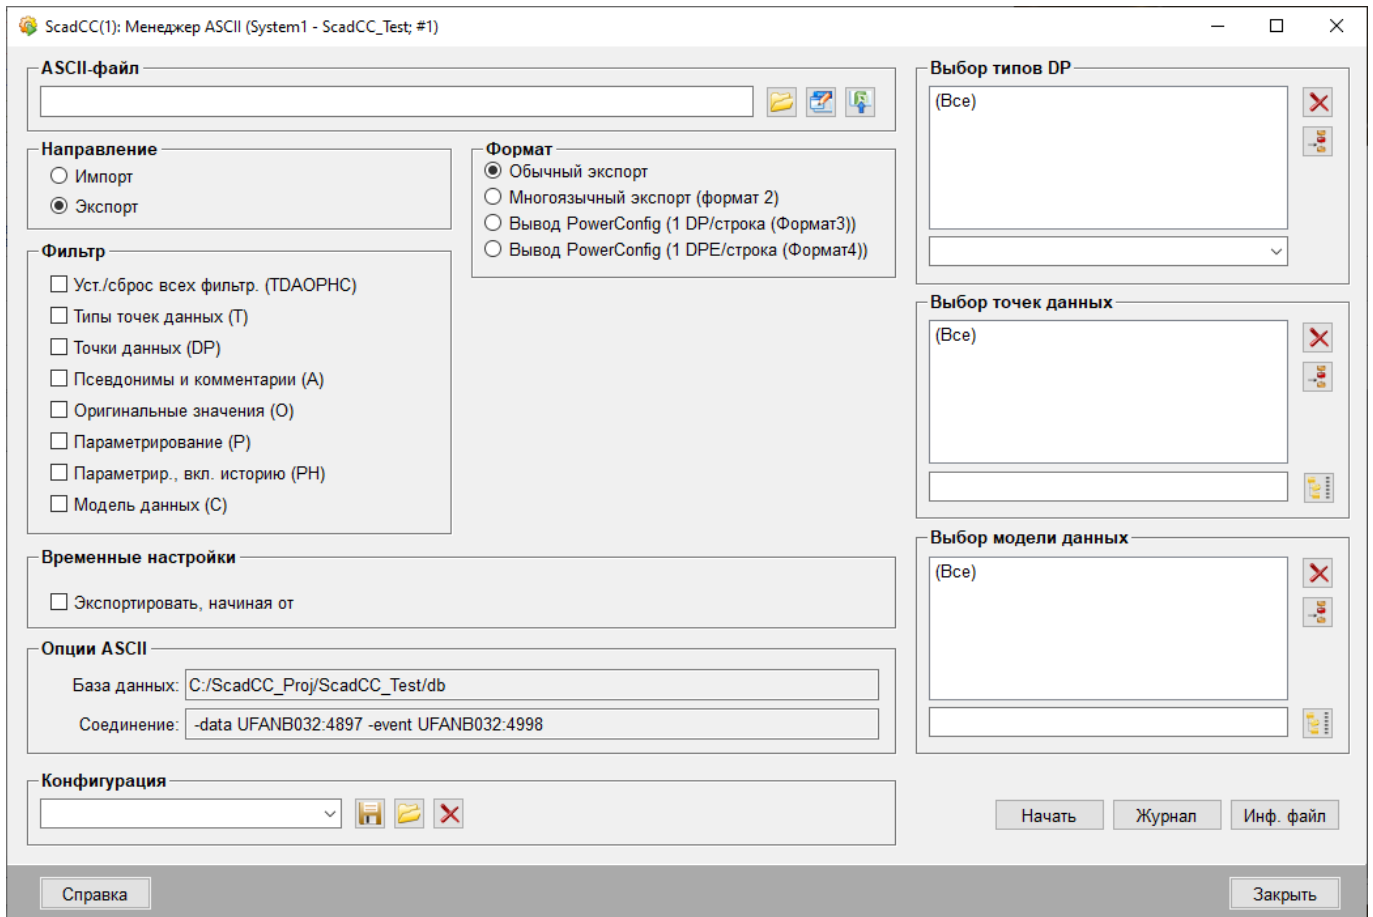 ScadCC(1): Менеджер ASCII (System1 - ScadCC_Test; #1)
ASCII-файл
Направление
Импорт
Экспорт
Формат
Обычный экспорт
Многоязычный экспорт (формат 2)
Вывод PowerConfig (1 DP/строка (Формат3))
Вывод PowerConfig (1 DPE/строка (Формат4))
Фильтр
Уст./сброс всех фильтр. (TDAOPHC)
Типы точек данных (T)
Точки данных (DP)
Псевдонимы и комментарии (A)
Оригинальные значения (O)
Параметрирование (P)
Параметрир., вкл. историю (PH)
Модель данных (C)
Временные настройки
Экспортировать, начиная от
Опции ASCII
База данных: C:/ScadCC_Proj/ScadCC_Test/db
Соединение: -data UFANB032:4897 -event UFANB032:4998
Конфигурация
Выбор типов DP
(Все)
Выбор точек данных
(Все)
Выбор модели данных
(Все)
Начать Журнал Инф. файл
Справка Закрыть